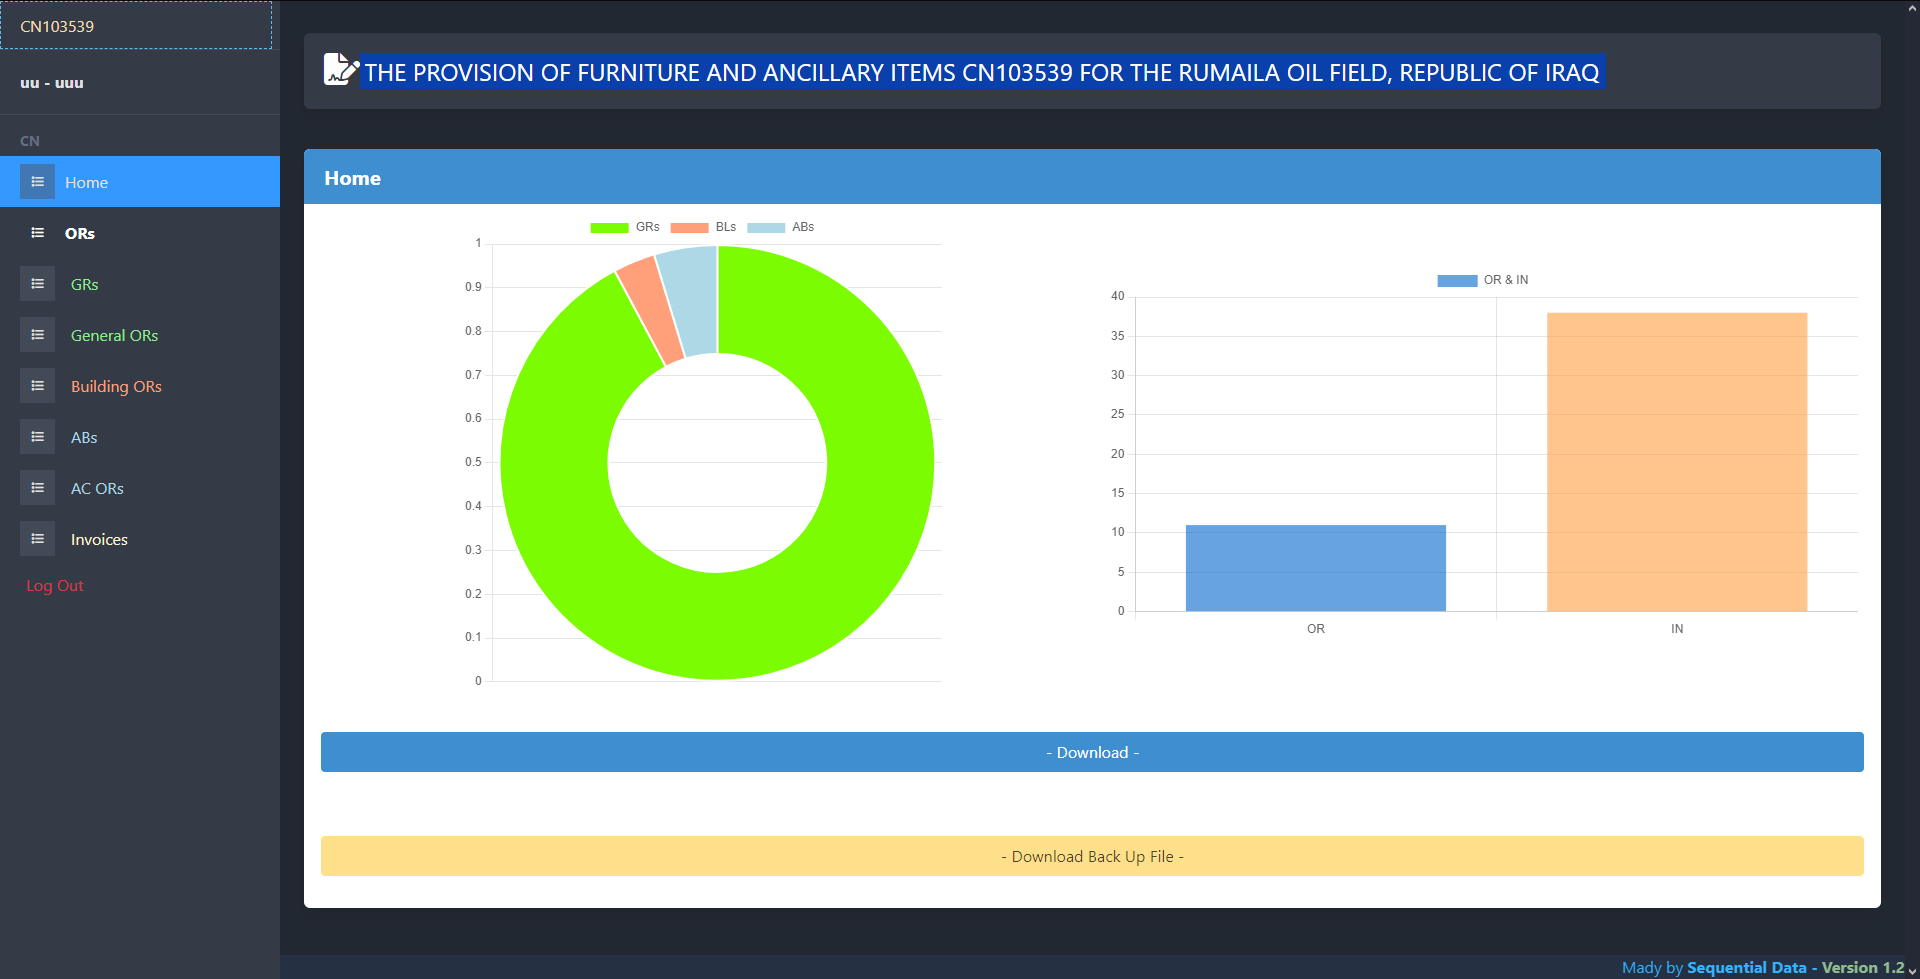 CN103539
uu - uuu
CN
Home
ORs
GRs
General ORs
Building ORs
ABs
AC ORs
Invoices
Log Out
THE PROVISION OF FURNITURE AND ANCILLARY ITEMS CN103539 FOR THE RUMAILA OIL FIELD, REPUBLIC OF IRAQ
Home
GRs BLs ABs
1
0.9
0.8
0.7
0.6
0.5
0.4
0.3
0.2
0.1
0
OR & IN
40
35
30
25
20
15
10
5
0
OR IN
- Download -
- Download Back Up File -
Mady by Sequential Data - Version 1.2